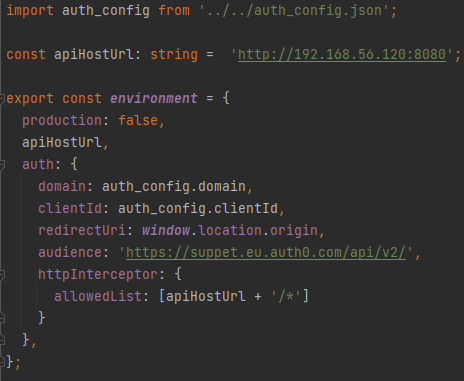 import auth_config from '../../auth_config.json';
const apiHostUrl: string =  'http://192.168.56.120:8080';
export const environment = {
  production: false,
  apiHostUrl,
  auth: {
    domain: auth_config.domain,
    clientId: auth_config.clientId,
    redirectUri: window.location.origin,
    audience: 'https://suppet.eu.auth0.com/api/v2/',
    httpInterceptor: {
      allowedList: [apiHostUrl + '/*']
    }
  },
};